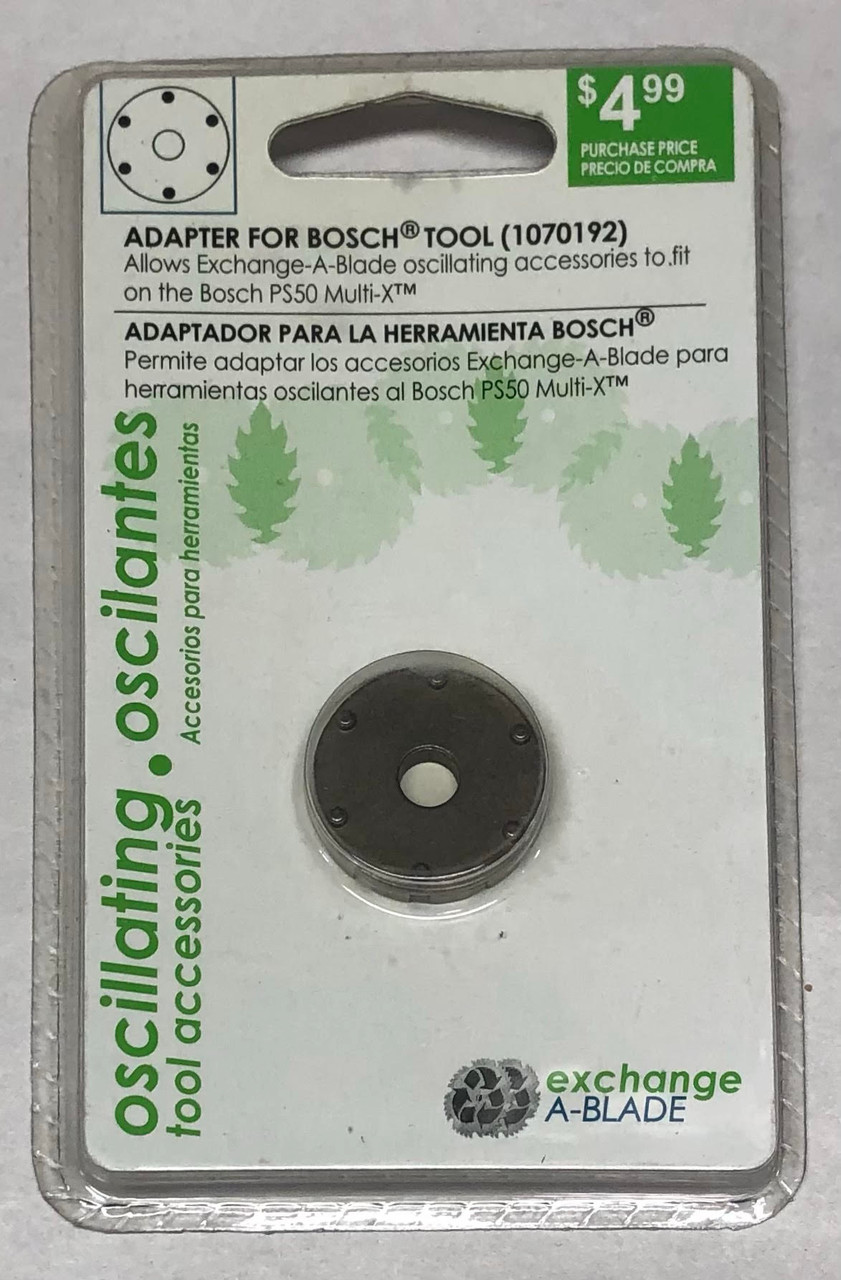 $4.99
PURCHASE PRICE
PRECIO DE COMPRA
ADAPTER FOR BOSCH® TOOL (1070192)
Allows Exchange-A-Blade oscillating accessories to.fit
on the Bosch PS50 Multi-X™
ADAPTADOR PARA LA HERRAMIENTA BOSCH®
Permite adaptar los accesorios Exchange-A-Blade para
herramientas oscilantes al Bosch PS50 Multi-X™
oscillating • oscilantes
tool accessories
Accesorios para herramientas
exchange
A-BLADE